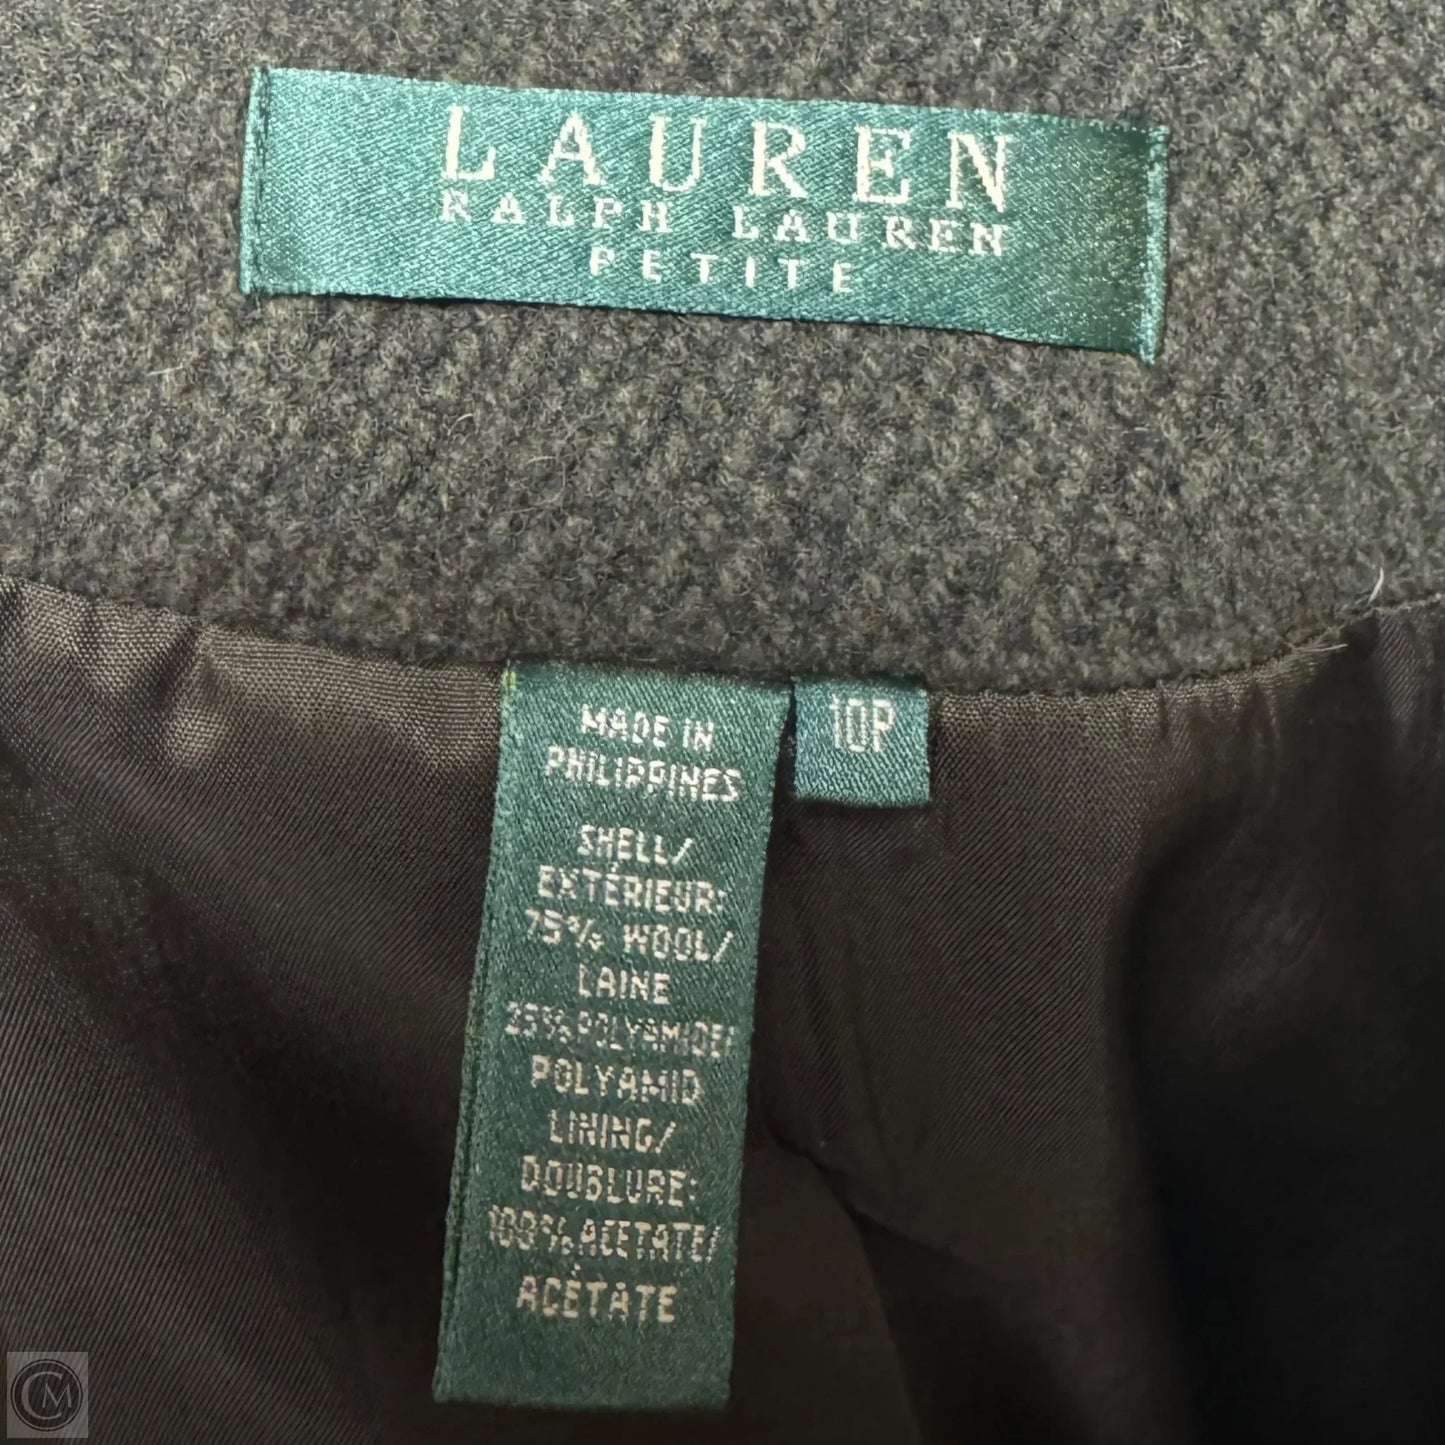 LAUREN
RALPH LAUREN
PETITE
10P
MADE IN
PHILIPPINES
SHELL/
EXTÉRIEUR:
75% WOOL/
LAINE
25% POLYAMIDE/
POLYAMID
LINING/
DOUBLURE:
100% ACETATE/
ACÉTATE
CM